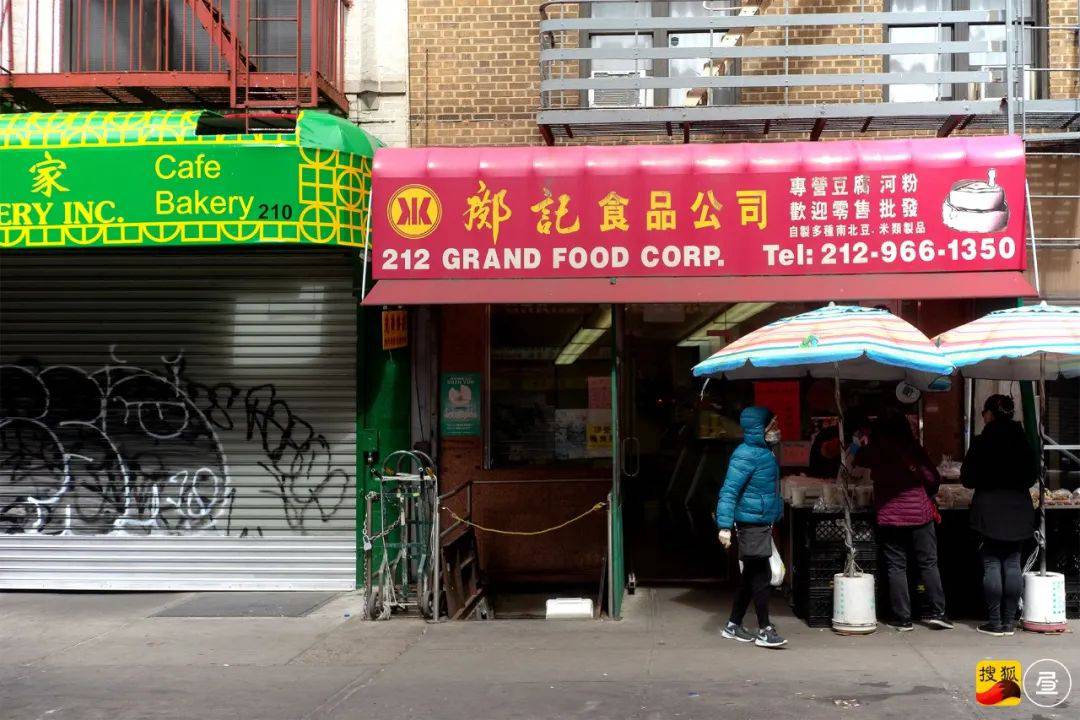 家
Cafe
Bakery
ERY INC.
210
鄺記食品公司
專營豆腐 河粉
歡迎零售 批發
自製多種南北豆.米類製品
212 GRAND FOOD CORP.
Tel: 212-966-1350
搜狐